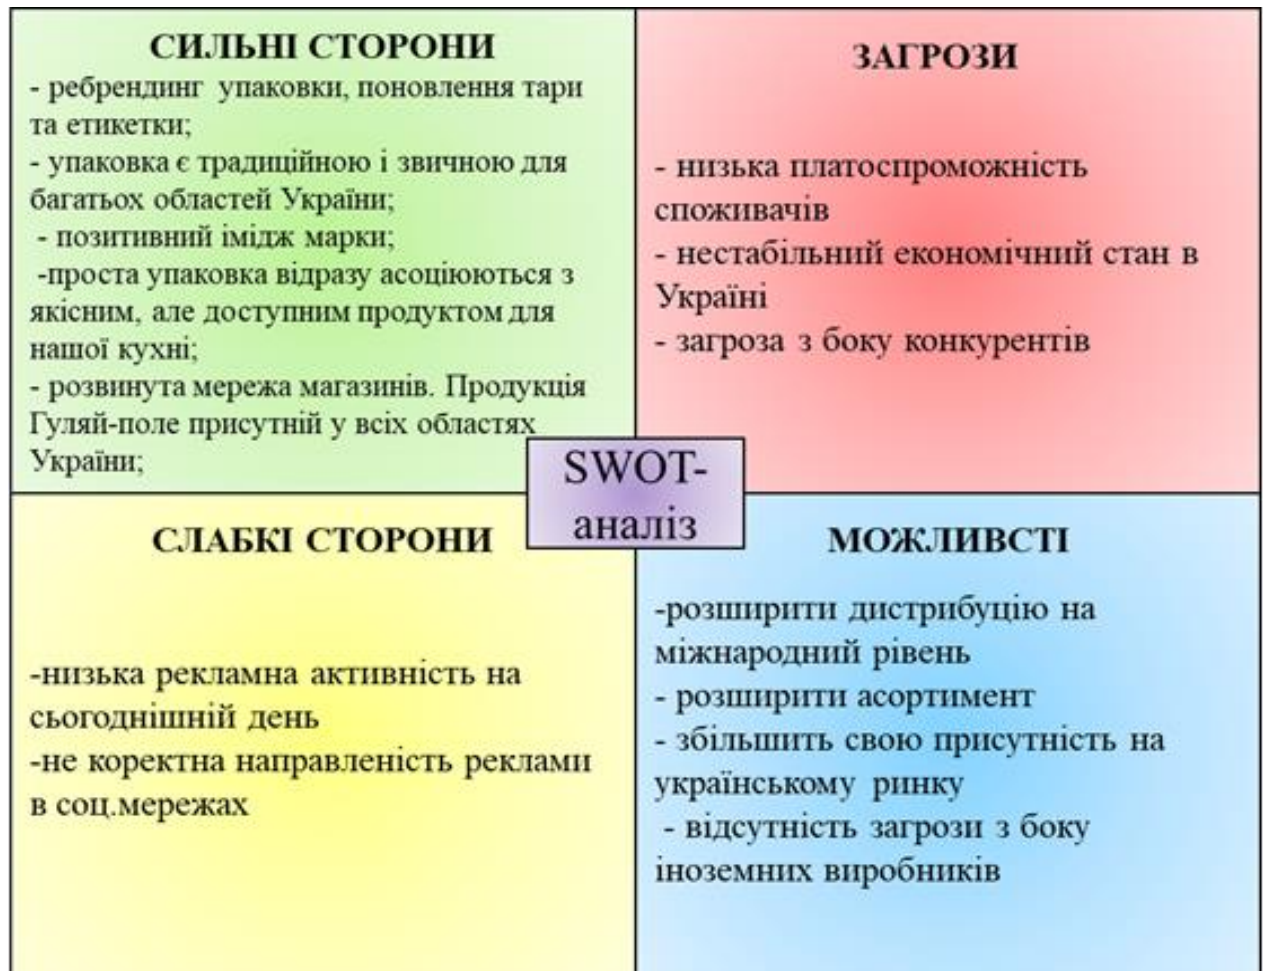 СИЛЬНІ СТОРОНИ
- ребрендинг упаковки, поновлення тари
та етикетки;
- упаковка є традиційною і звичною для
багатьох областей України;
- позитивний імідж марки;
-проста упаковка відразу асоціюються з
якісним, але доступним продуктом для
нашої кухні;
- розвинута мережа магазинів. Продукція
Гуляй-поле присутній у всіх областях
України;
ЗАГРОЗИ
- низька платоспроможність
споживачів
- нестабільний економічний стан в
Україні
- загроза з боку конкурентів
SWOT-
аналіз
СЛАБКІ СТОРОНИ
-низька рекламна активність на
сьогоднішній день
-не коректна направленість реклами
в соц.мережах
МОЖЛИВСТІ
-розширити дистрибуцію на
міжнародний рівень
- розширити асортимент
- збільшить свою присутність на
українському ринку
- відсутність загрози з боку
іноземних виробників